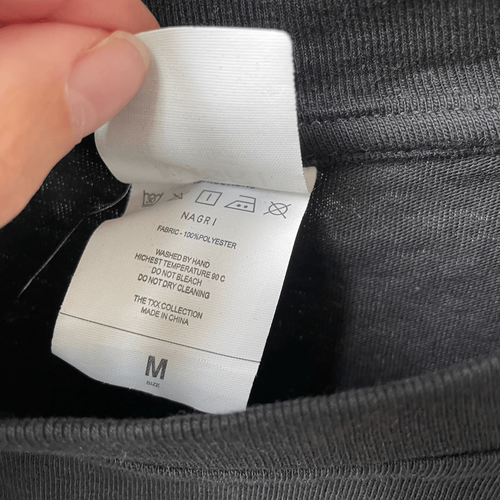 NAGRI
FABRIC - 100%POLYESTER
WASHED BY HAND
HIGHEST TEMPERATURE 90 C
DO NOT BLEACH
DO NOT DRY CLEANING
THE TXX COLLECTION
MADE IN CHINA
M
SIZE